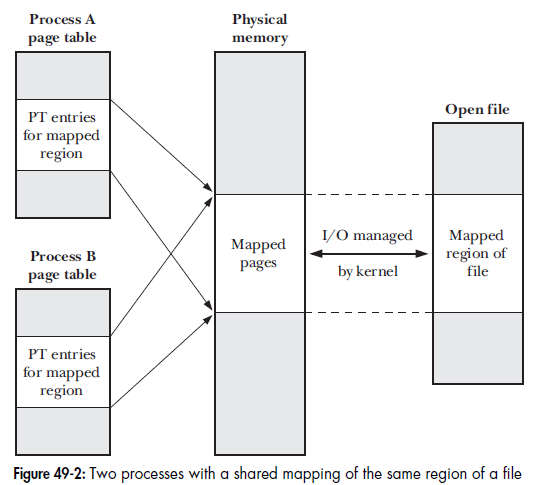 Process A
page table
PT entries
for mapped
region
Process B
page table
PT entries
for mapped
region
Physical
memory
Mapped
pages
I/O managed
by kernel
Open file
Mapped
region of
file
Figure 49-2: Two processes with a shared mapping of the same region of a file